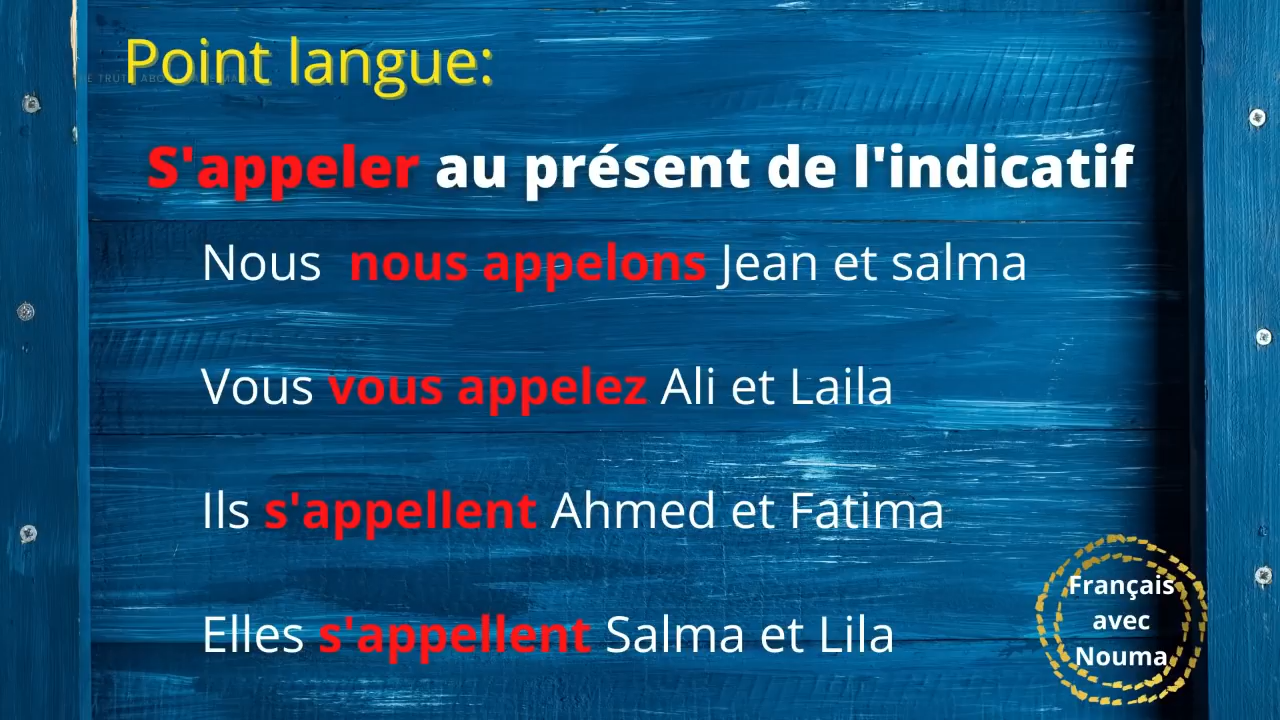 Point langue:
S'appeler au présent de l'indicatif
Nous nous appelons Jean et salma
Vous vous appelez Ali et Laila
Ils s'appellent Ahmed et Fatima
Elles s'appellent Salma et Lila
Français
avec
Nouma